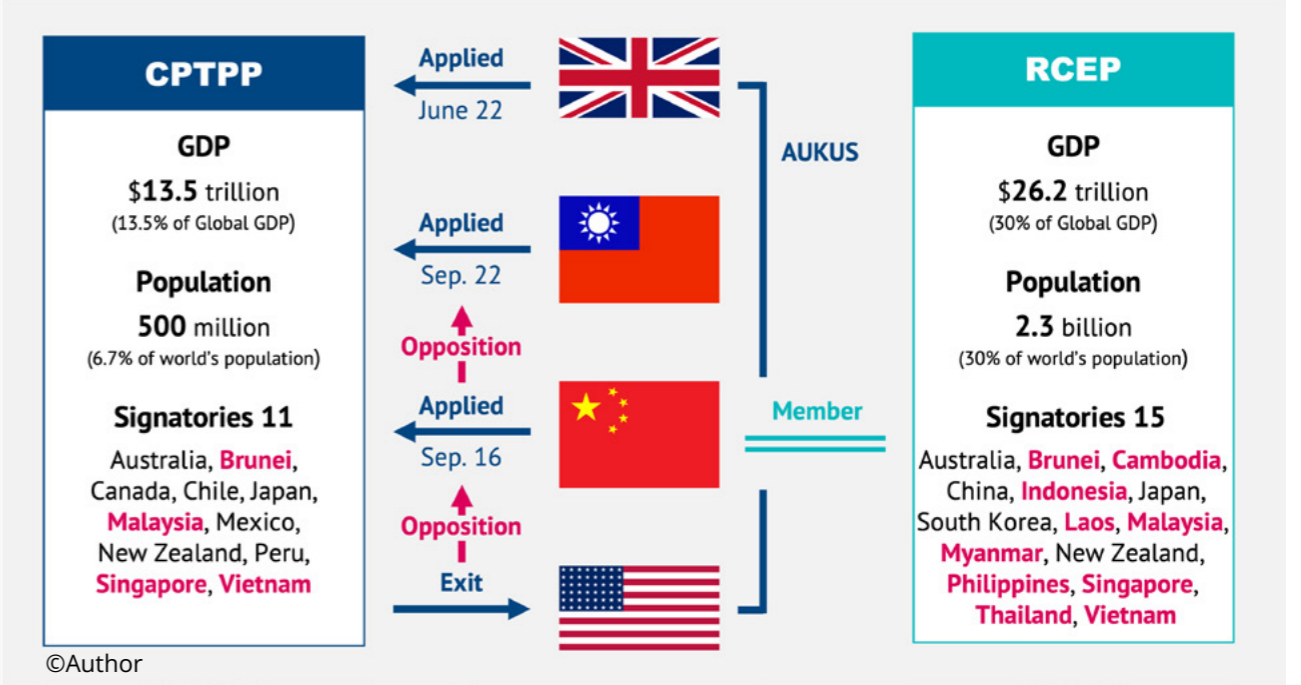 CPTPP
GDP
$13.5 trillion
(13.5% of Global GDP)
Population
500 million
(6.7% of world's population)
Signatories 11
Australia, Brunei,
Canada, Chile, Japan,
Malaysia, Mexico,
New Zealand, Peru,
Singapore, Vietnam
Applied
June 22
Applied
Sep. 22
Opposition
Applied
Sep. 16
Opposition
Exit
AUKUS
Member
RCEP
GDP
$26.2 trillion
(30% of Global GDP)
Population
2.3 billion
(30% of world's population)
Signatories 15
Australia, Brunei, Cambodia,
China, Indonesia, Japan,
South Korea, Laos, Malaysia,
Myanmar, New Zealand,
Philippines, Singapore,
Thailand, Vietnam
©Author